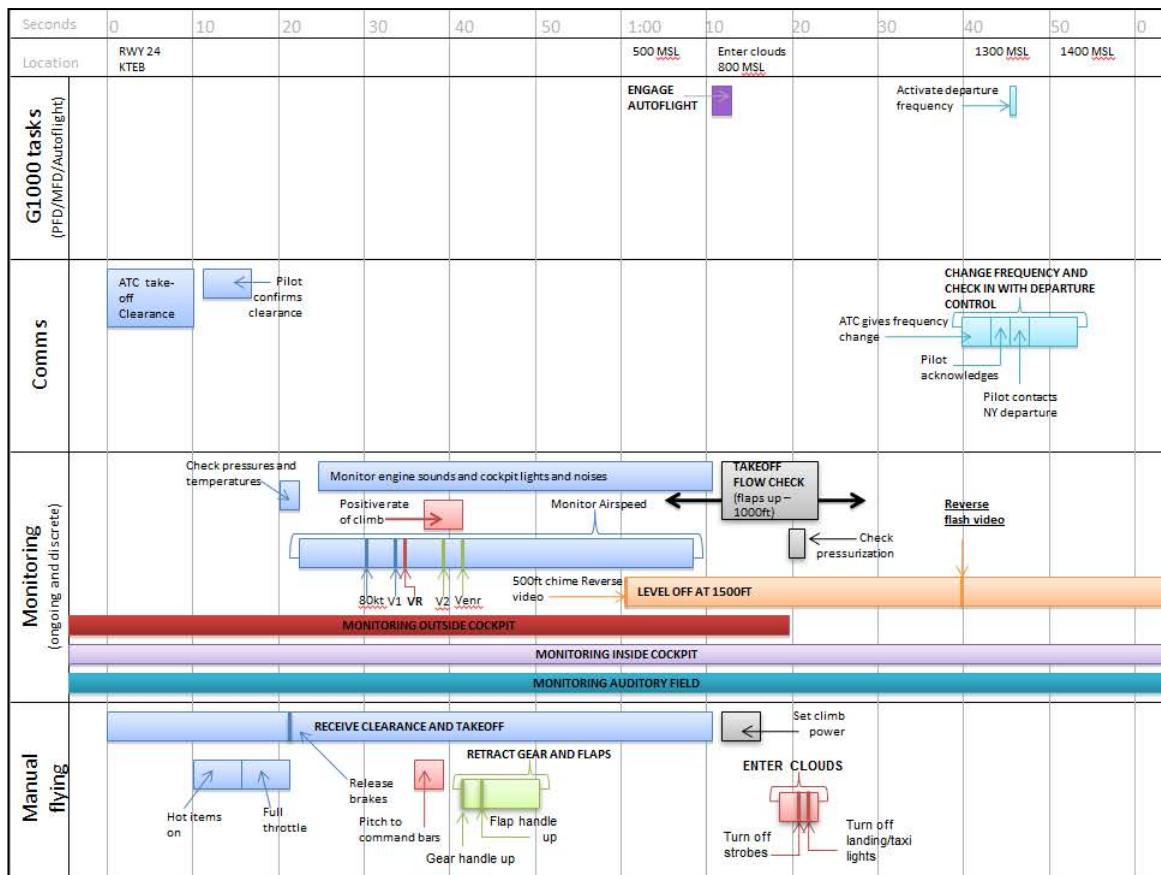 Seconds 0 10 20 30 40 50 1:00 10 20 30 40 50 0
Location
RWY 24
KTEB
500 MSL
Enter clouds
800 MSL
1300 MSL
1400 MSL
G1000 tasks
(PFD/MFD/Autoflight)
ENGAGE
AUTOFLIGHT
Activate departure
frequency
Comms
ATC take-
off
Clearance
Pilot
confirms
clearance
CHANGE FREQUENCY AND
CHECK IN WITH DEPARTURE
CONTROL
ATC gives frequency
change
Pilot
acknowledges
Pilot contacts
NY departure
Monitoring
(ongoing and discrete)
Check pressures and
temperatures
Monitor engine sounds and cockpit lights and noises
TAKEOFF
FLOW CHECK
(flaps up –
1000ft)
Positive rate
of climb
Monitor Airspeed
Reverse
flash video
Check
pressurization
80kt V1 VR V2 Venr
500ft chime Reverse
video
LEVEL OFF AT 1500FT
MONITORING OUTSIDE COCKPIT
MONITORING INSIDE COCKPIT
MONITORING AUDITORY FIELD
Manual
flying
RECEIVE CLEARANCE AND TAKEOFF
Set climb
power
RETRACT GEAR AND FLAPS
ENTER CLOUDS
Hot items
on
Full
throttle
Release
brakes
Pitch to
command bars
Flap handle
up
Gear handle up
Turn off
strobes
Turn off
landing/taxi
lights